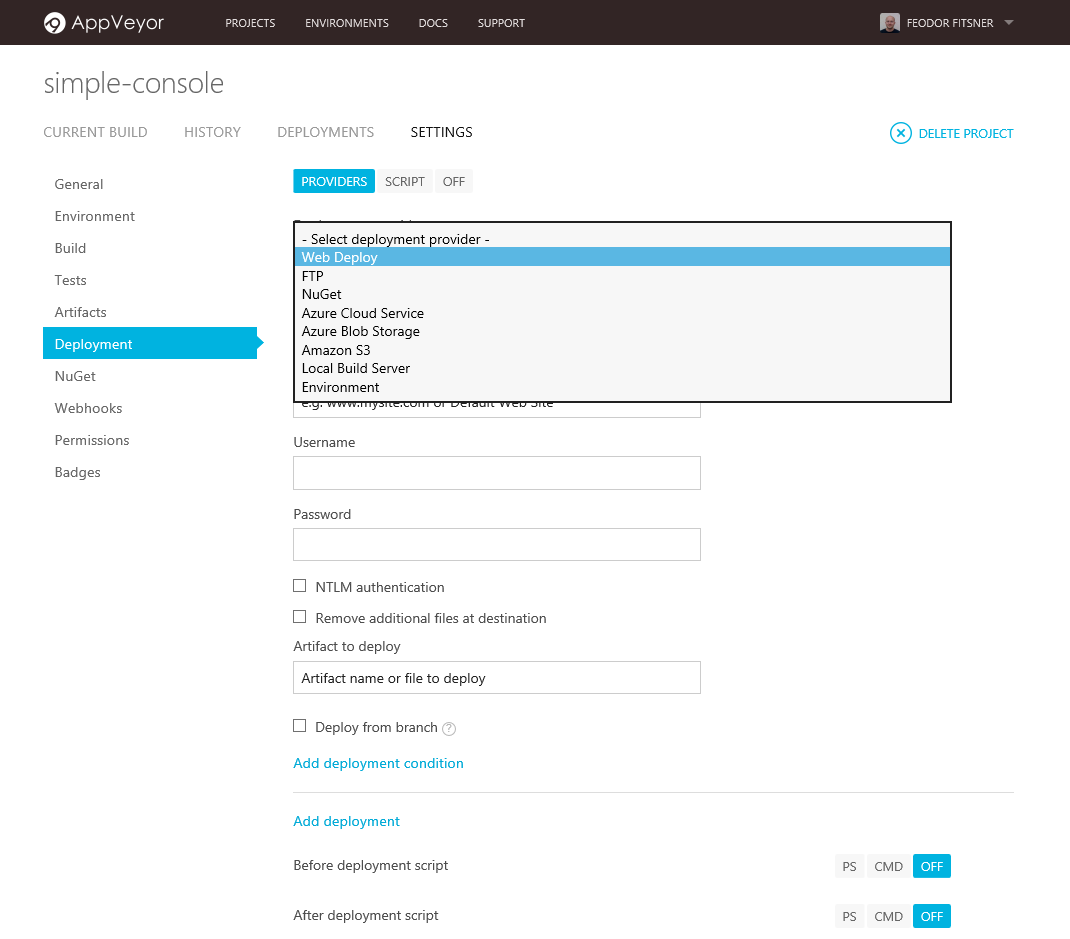 AppVeyor PROJECTS ENVIRONMENTS DOCS SUPPORT FEODOR FITSNER
simple-console
CURRENT BUILD HISTORY DEPLOYMENTS SETTINGS DELETE PROJECT
General
Environment
Build
Tests
Artifacts
Deployment
NuGet
Webhooks
Permissions
Badges
PROVIDERS SCRIPT OFF
- Select deployment provider -
Web Deploy
FTP
NuGet
Azure Cloud Service
Azure Blob Storage
Amazon S3
Local Build Server
Environment
e.g. www.mysite.com or Default Web Site
Username
Password
NTLM authentication
Remove additional files at destination
Artifact to deploy
Artifact name or file to deploy
Deploy from branch ?
Add deployment condition
Add deployment
Before deployment script PS CMD OFF
After deployment script PS CMD OFF